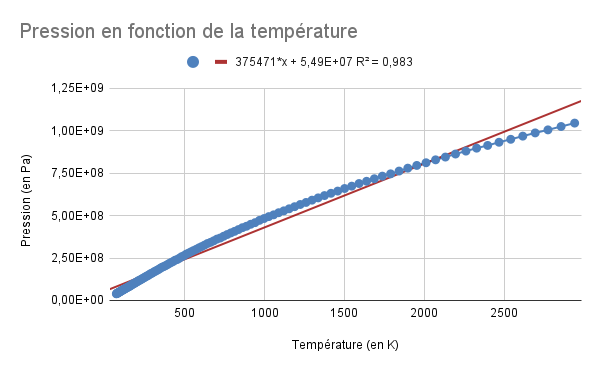 Pression en fonction de la température
375471*x + 5,49E+07 R² = 0,983
1,25E+09
1,00E+09
7,50E+08
5,00E+08
2,50E+08
0,00E+00
500
1000
1500
2000
2500
Pression (en Pa)
Température (en K)